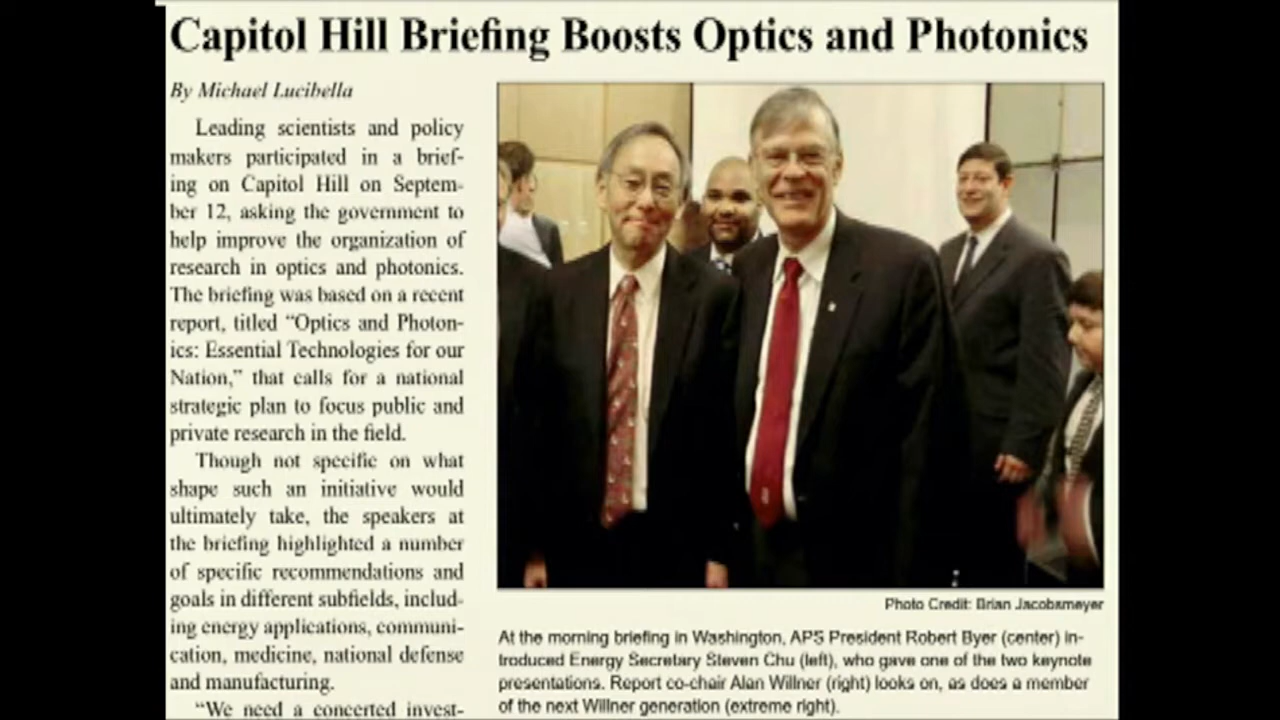 Capitol Hill Briefing Boosts Optics and Photonics
By Michael Lucibella
Leading scientists and policy
makers participated in a brief-
ing on Capitol Hill on Septem-
ber 12, asking the government to
help improve the organization of
research in optics and photonics.
The briefing was based on a recent
report, titled “Optics and Photon-
ics: Essential Technologies for our
Nation,” that calls for a national
strategic plan to focus public and
private research in the field.
Though not specific on what
shape such an initiative would
ultimately take, the speakers at
the briefing highlighted a number
of specific recommendations and
goals in different subfields, includ-
ing energy applications, communi-
cation, medicine, national defense
and manufacturing.
“We need a concerted invest-
Photo Credit: Brian Jacobsmeyer
At the morning briefing in Washington, APS President Robert Byer (center) in-
troduced Energy Secretary Steven Chu (left), who gave one of the two keynote
presentations. Report co-chair Alan Willner (right) looks on, as does a member
of the next Willner generation (extreme right).